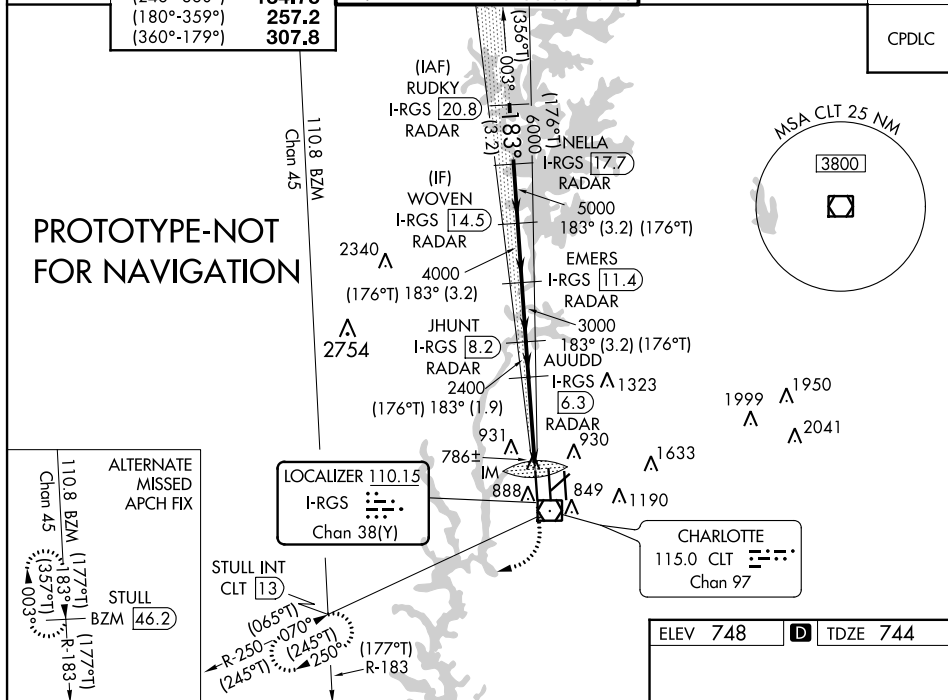 (180°-359°) 257.2
(360°-179°) 307.8
CPDLC
(356°T)
003°
183°
(3.2)
6000
(176°T)
(IAF)
RUDKY
I-RGS 20.8
RADAR
NELLA
I-RGS 17.7
RADAR
110.8 BZM
Chan 45
MSA CLT 25 NM
3800
(IF)
WOVEN
I-RGS 14.5
RADAR
5000
183° (3.2) (176°T)
PROTOTYPE-NOT
FOR NAVIGATION
2340
4000
(176°T) 183° (3.2)
EMERS
I-RGS 11.4
RADAR
2754
JHUNT
I-RGS 8.2
RADAR
3000
183° (3.2) (176°T)
2400
(176°T) 183° (1.9)
AUUDD
I-RGS
6.3
RADAR
1323
1950
1999
2041
931
930
786±
IM
1633
888
849
1190
LOCALIZER 110.15
I-RGS
Chan 38(Y)
CHARLOTTE
115.0 CLT
Chan 97
ALTERNATE
MISSED
APCH FIX
110.8 BZM
Chan 45
(177°T)
183°
(357°T)
003°
STULL
BZM 46.2
R-183
(177°T)
STULL INT
CLT 13
(065°T)
070°
R-250
(245°T)
(245°T)
250°
(177°T)
R-183
ELEV 748 D TDZE 744